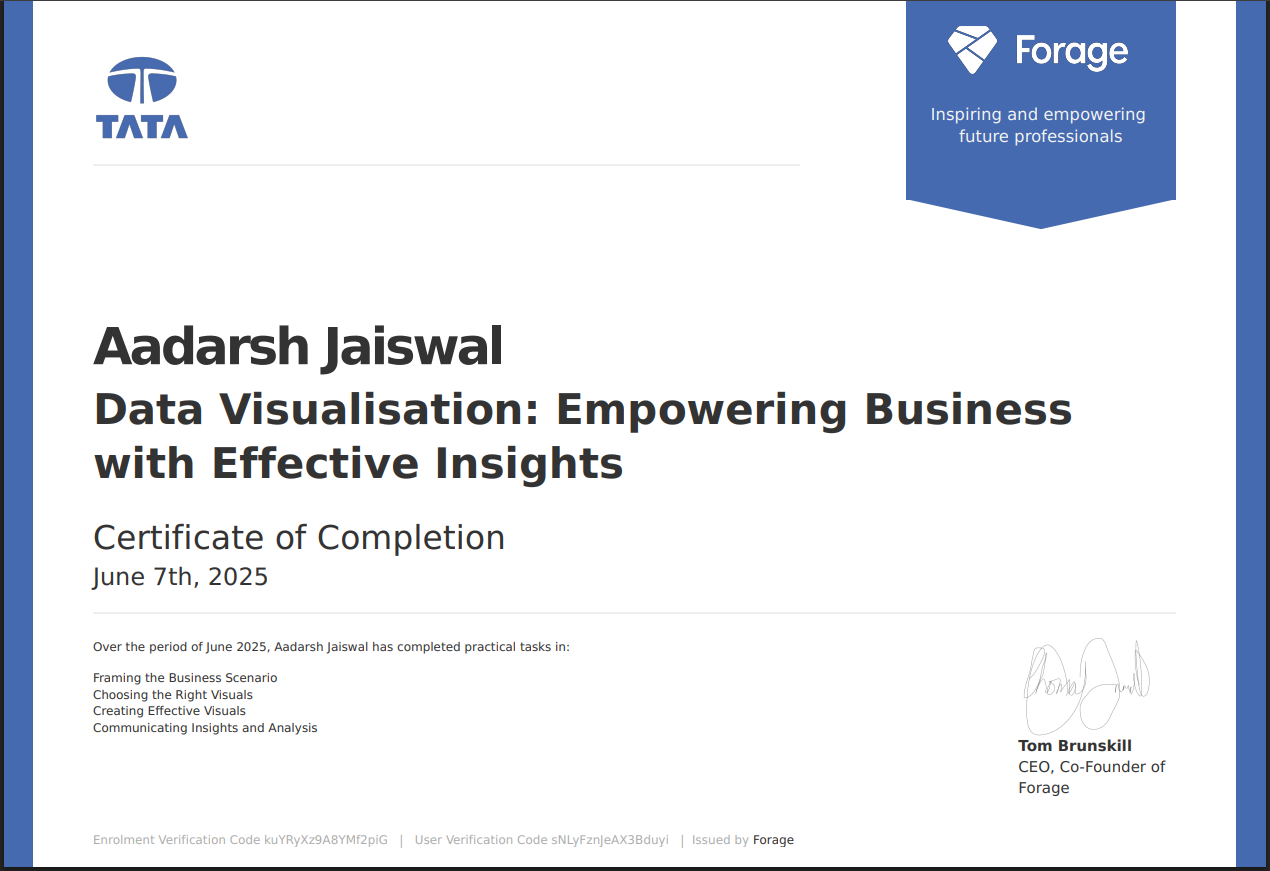 TATA
Forage
Inspiring and empowering
future professionals
Aadarsh Jaiswal
Data Visualisation: Empowering Business
with Effective Insights
Certificate of Completion
June 7th, 2025
Over the period of June 2025, Aadarsh Jaiswal has completed practical tasks in:
Framing the Business Scenario
Choosing the Right Visuals
Creating Effective Visuals
Communicating Insights and Analysis
Tom Brunskill
CEO, Co-Founder of
Forage
Enrolment Verification Code kuYRyXz9A8YMf2piG | User Verification Code sNLyFznJeAX3Bduyi | Issued by Forage